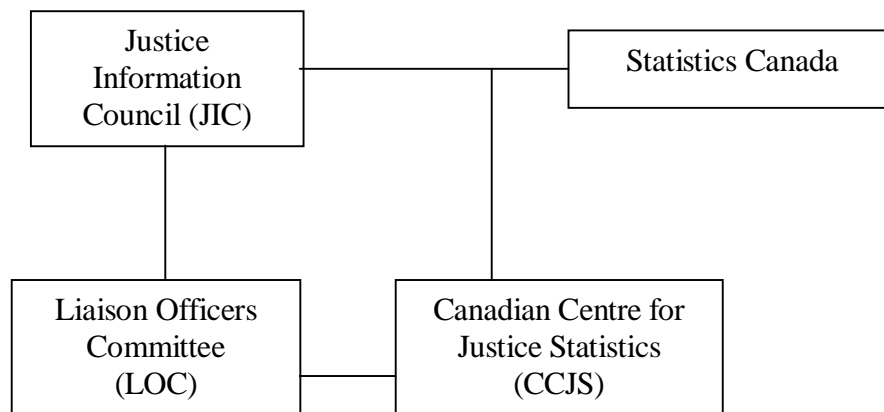 Justice
Information
Council (JIC)
Statistics Canada
Liaison Officers
Committee
(LOC)
Canadian Centre for
Justice Statistics
(CCJS)